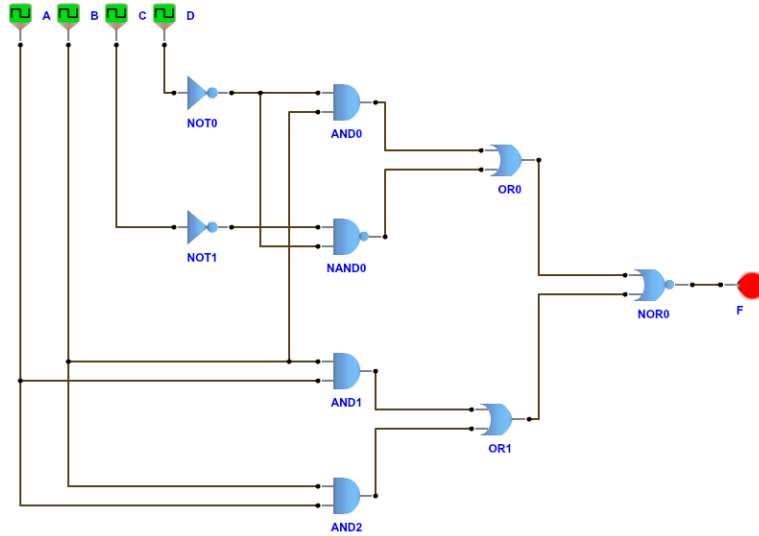 A B C D
NOT0
AND0
OR0
NOT1
NAND0
NOR0
F
AND1
OR1
AND2